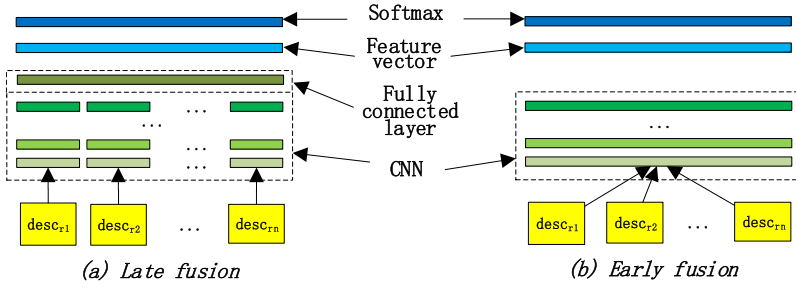 Softmax
Feature
vector
Fully
connected
layer
CNN
...
...
...
...
...
desc_r1
desc_r2
...
desc_rn
desc_r1
desc_r2
...
desc_rn
(a) Late fusion
(b) Early fusion